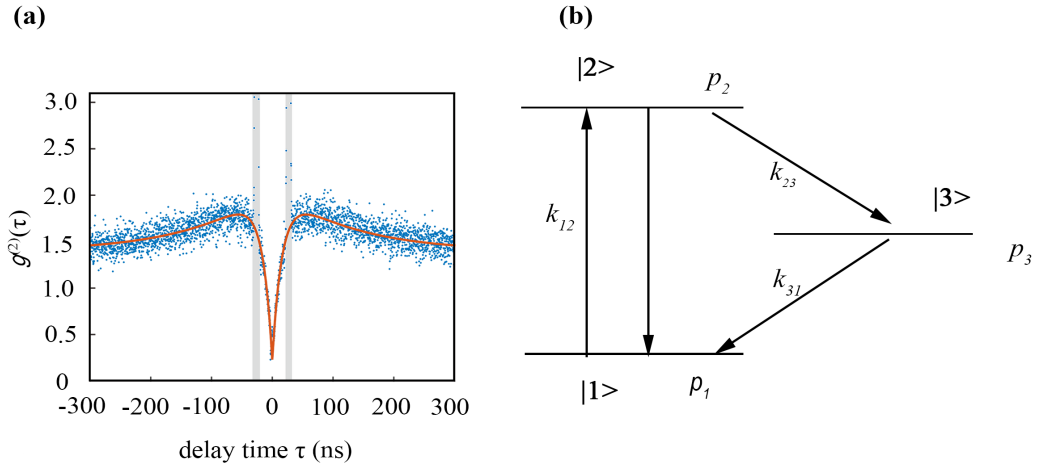 (a)
3.0
2.5
2.0
1.5
1.0
0.5
0
-300 -200 -100 0 100 200 300
g(2)(τ)
delay time τ (ns)
(b)
|2>
p2
k12
k23
|3>
p3
k31
|1>
p1